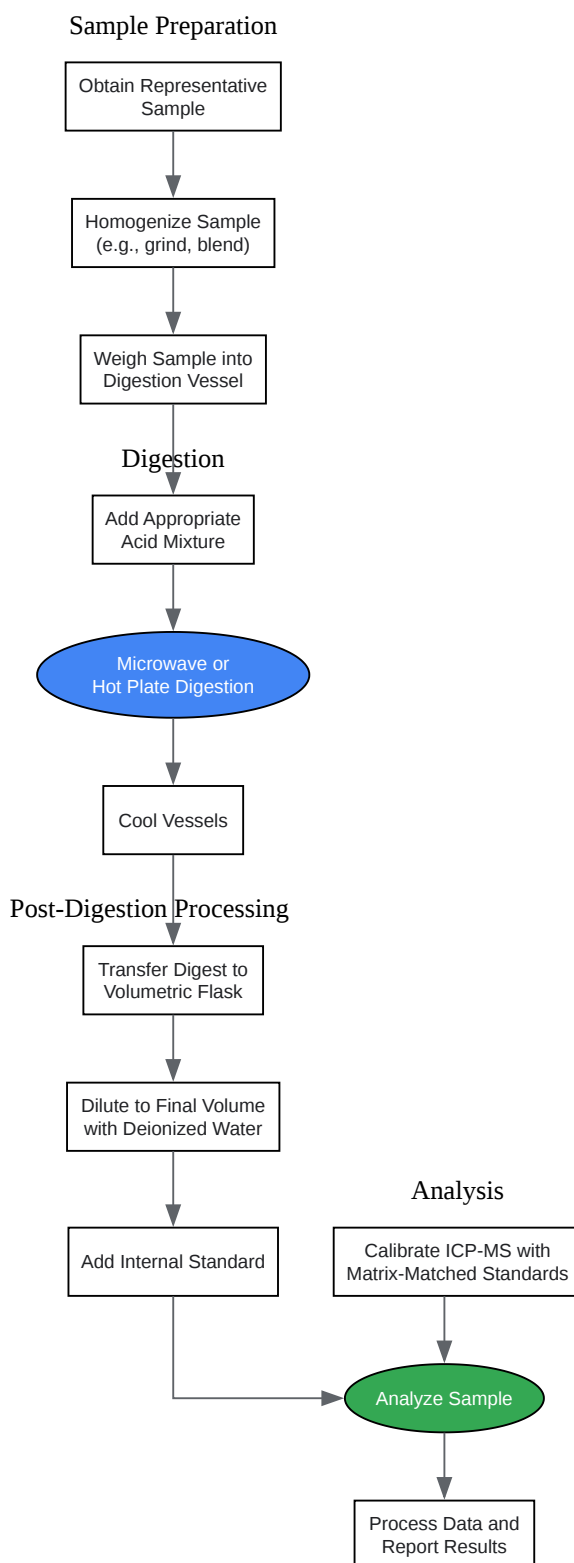 Sample Preparation
Obtain Representative
Sample
Homogenize Sample
(e.g., grind, blend)
Weigh Sample into
Digestion Vessel
Digestion
Add Appropriate
Acid Mixture
Microwave or
Hot Plate Digestion
Cool Vessels
Post-Digestion Processing
Transfer Digest to
Volumetric Flask
Dilute to Final Volume
with Deionized Water
Add Internal Standard
Analysis
Calibrate ICP-MS with
Matrix-Matched Standards
Analyze Sample
Process Data and
Report Results